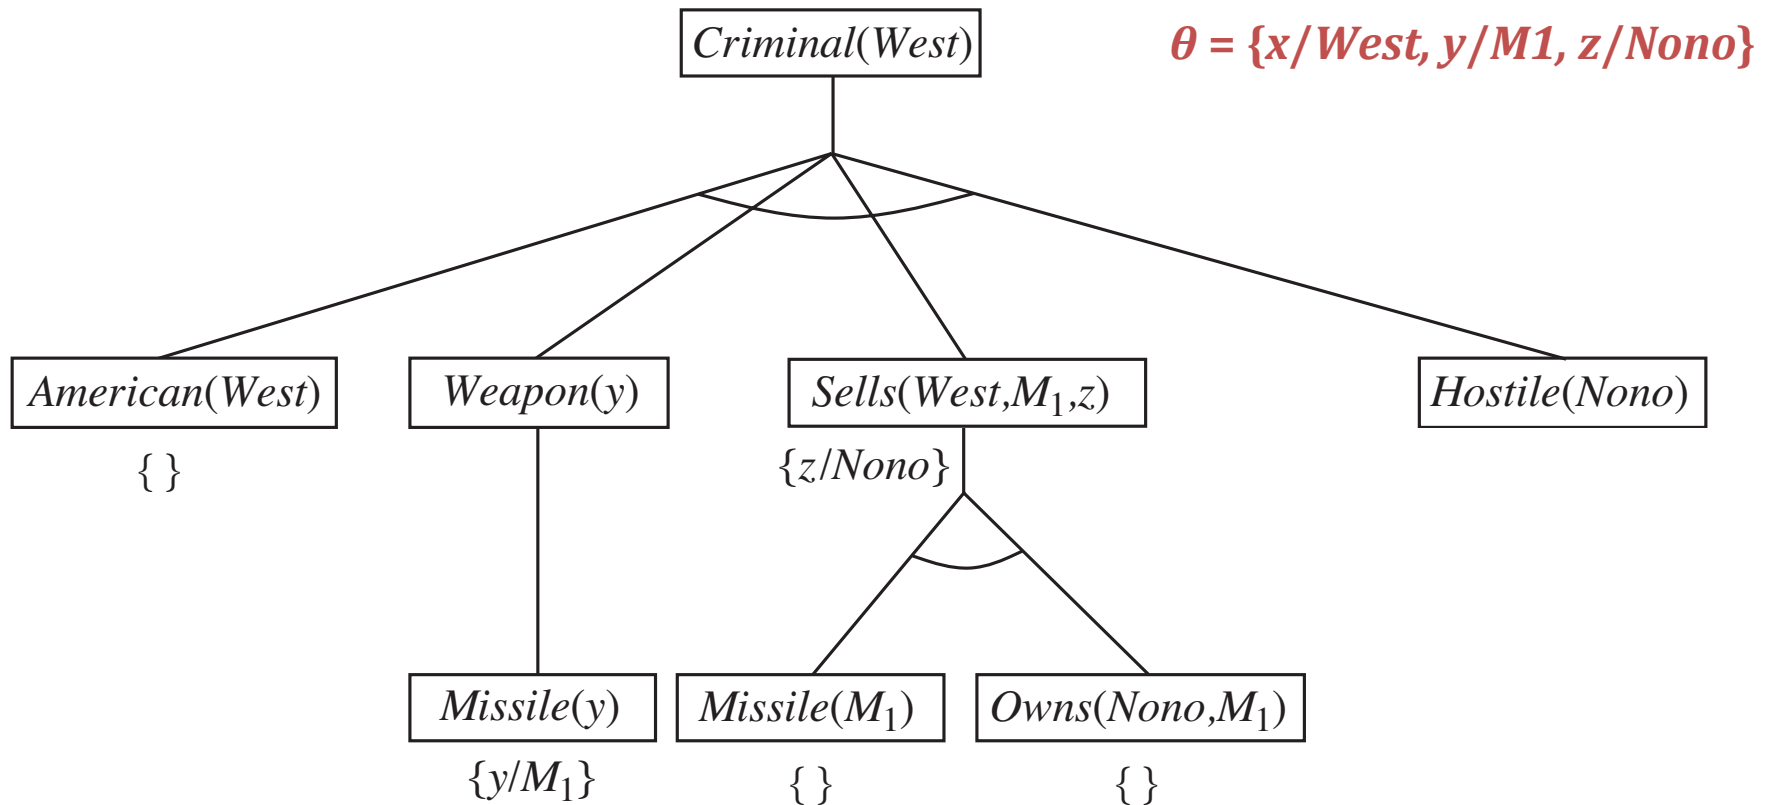 Criminal(West)
θ = {x/West, y/M1, z/Nono}
American(West)
Weapon(y)
Sells(West,M₁,z)
Hostile(Nono)
{ }
{z/Nono}
Missile(y)
Missile(M₁)
Owns(Nono,M₁)
{y/M₁}
{ }
{ }